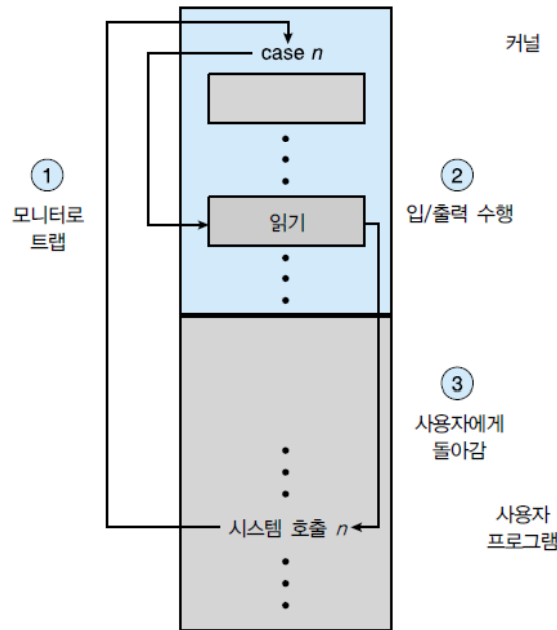 case n
커널
1
모니터로
트랩
2
입/출력 수행
읽기
3
사용자에게
돌아감
시스템 호출 n
사용자
프로그램